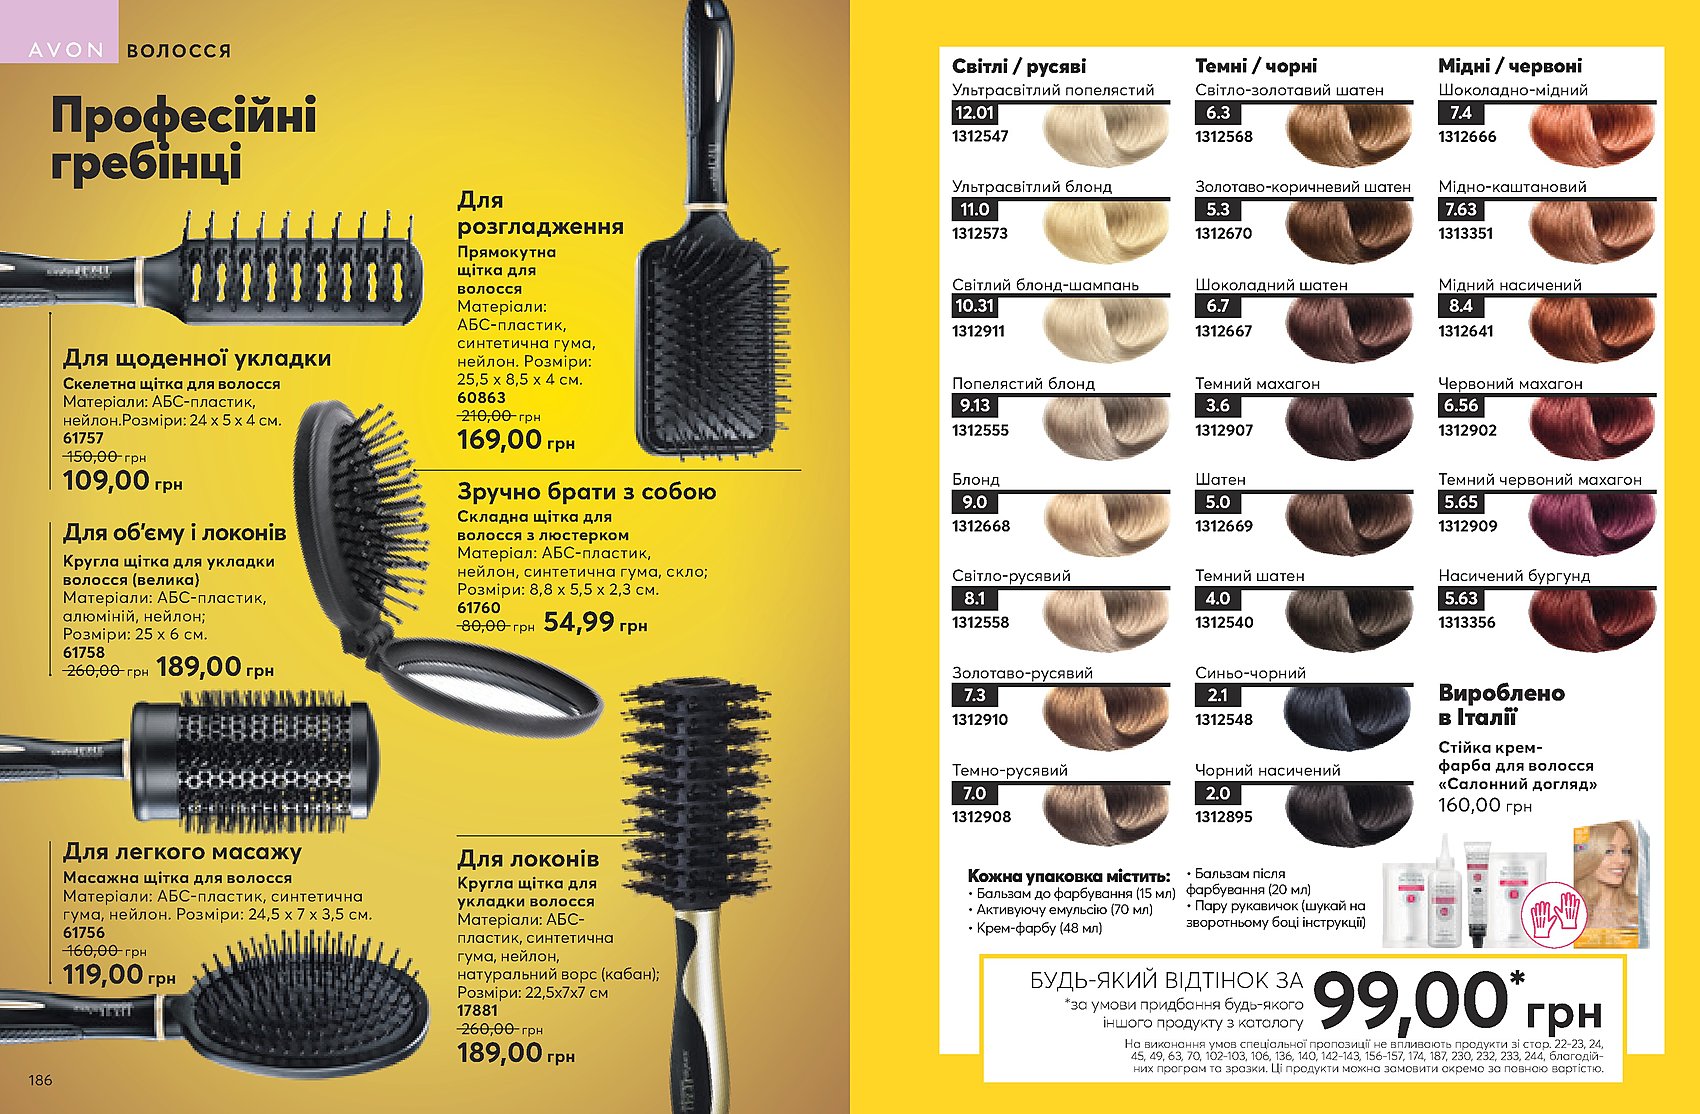 AVON ВОЛОССЯ
Професійні
гребінці
Для щоденної укладки
Скелетна щітка для волосся
Матеріали: АБС-пластик,
нейлон.Розміри: 24 х 5 х 4 см.
61757
150,00 грн
109,00 грн
Для об'єму і локонів
Кругла щітка для укладки
волосся (велика)
Матеріали: АБС-пластик,
алюміній, нейлон;
Розміри: 25 х 6 см.
61758
260,00 грн 189,00 грн
Для легкого масажу
Масажна щітка для волосся
Матеріали: АБС-пластик, синтетична
гума, нейлон. Розміри: 24,5 х 7 х 3,5 см.
61756
160,00 грн
119,00 грн
186
Для
розгладження
Прямокутна
щітка для
волосся
Матеріали:
АБС-пластик,
синтетична гума,
нейлон. Розміри:
25,5 х 8,5 х 4 см.
60863
210,00 грн
169,00 грн
Зручно брати з собою
Складна щітка для
волосся з люстерком
Матеріал: АБС-пластик,
нейлон, синтетична гума, скло;
Розміри: 8,8 х 5,5 х 2,3 см.
61760
80,00 грн 54,99 грн
Для локонів
Кругла щітка для
укладки волосся
Матеріали: АБС-
пластик, синтетична
гума, нейлон,
натуральний ворс (кабан);
Розміри: 22,5х7х7 см
17881
260,00 грн
189,00 грн
Світлі / русяві
Ультрасвітлий попелястий
12.01
1312547
Ультрасвітлий блонд
11.0
1312573
Світлий блонд-шампань
10.31
1312911
Попелястий блонд
9.13
1312555
Блонд
9.0
1312668
Світло-русявий
8.1
1312558
Золотаво-русявий
7.3
1312910
Темно-русявий
7.0
1312908
Темні / чорні
Світло-золотавий шатен
6.3
1312568
Золотаво-коричневий шатен
5.3
1312670
Шоколадний шатен
6.7
1312667
Темний махагон
3.6
1312907
Шатен
5.0
1312669
Темний шатен
4.0
1312540
Синьо-чорний
2.1
1312548
Чорний насичений
2.0
1312895
Мідні / червоні
Шоколадно-мідний
7.4
1312666
Мідно-каштановий
7.63
1313351
Мідний насичений
8.4
1312641
Червоний махагон
6.56
1312902
Темний червоний махагон
5.65
1312909
Насичений бургунд
5.63
1313356
Вироблено
в Італії
Стійка крем-
фарба для волосся
«Салонний догляд»
160,00 грн
Кожна упаковка містить:
• Бальзам до фарбування (15 мл)
• Активуючу емульсію (70 мл)
• Крем-фарбу (48 мл)
• Бальзам після
фарбування (20 мл)
• Пару рукавичок (шукай на
зворотньому боці інструкції)
БУДЬ-ЯКИЙ ВІДТІНОК ЗА
*за умови придбання будь-якого
іншого продукту з каталогу
99,00* грн
На виконання умов спеціальної пропозиції не впливають продукти зі стор. 22-23, 24,
45, 49, 63, 70, 102-103, 106, 136, 140, 142-143, 156-157, 174, 187, 230, 232, 233, 244, благодій-
них програм та зразки. Ці продукти можна замовити окремо за повною вартістю.